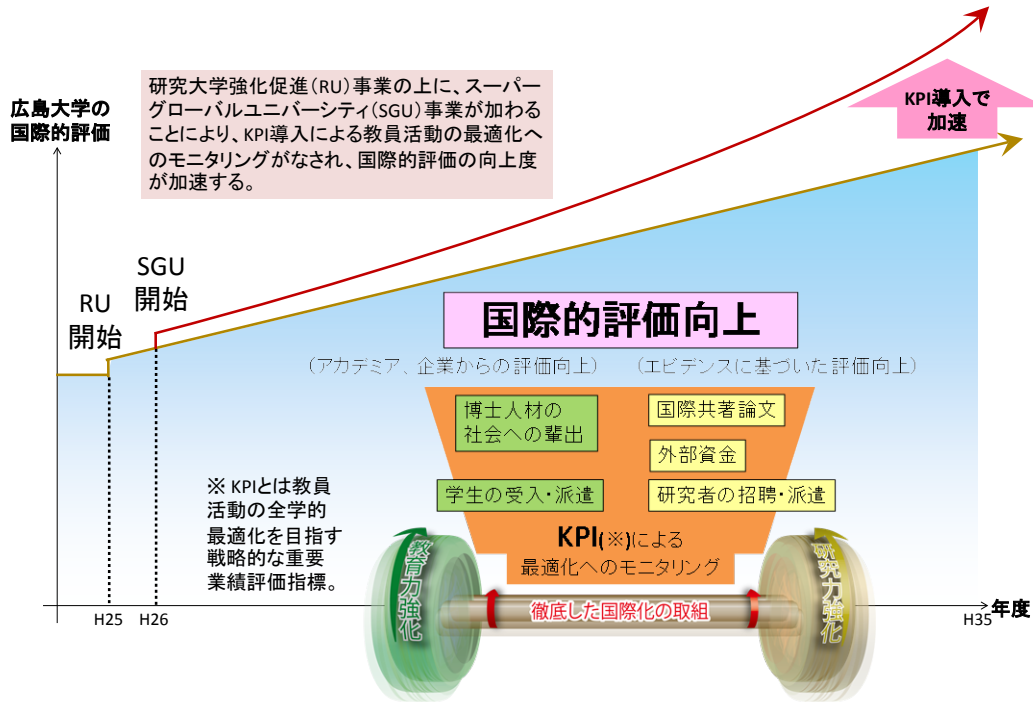 広島大学の
国際的評価
研究大学強化促進(RU)事業の上に、スーパー
グローバルユニバーシティ(SGU)事業が加わる
ことにより、KPI導入による教員活動の最適化へ
のモニタリングがなされ、国際的評価の向上度
が加速する。
KPI導入で
加速
SGU
開始
RU
開始
国際的評価向上
(アカデミア、企業からの評価向上)
(エビデンスに基づいた評価向上)
博士人材の
社会への輩出
国際共著論文
外部資金
学生の受入・派遣
研究者の招聘・派遣
KPI(※)による
最適化へのモニタリング
※ KPIとは教員
活動の全学的
最適化を目指す
戦略的な重要
業績評価指標。
教育力強化
徹底した国際化の取組
研究力強化
H25
H26
H35
年度